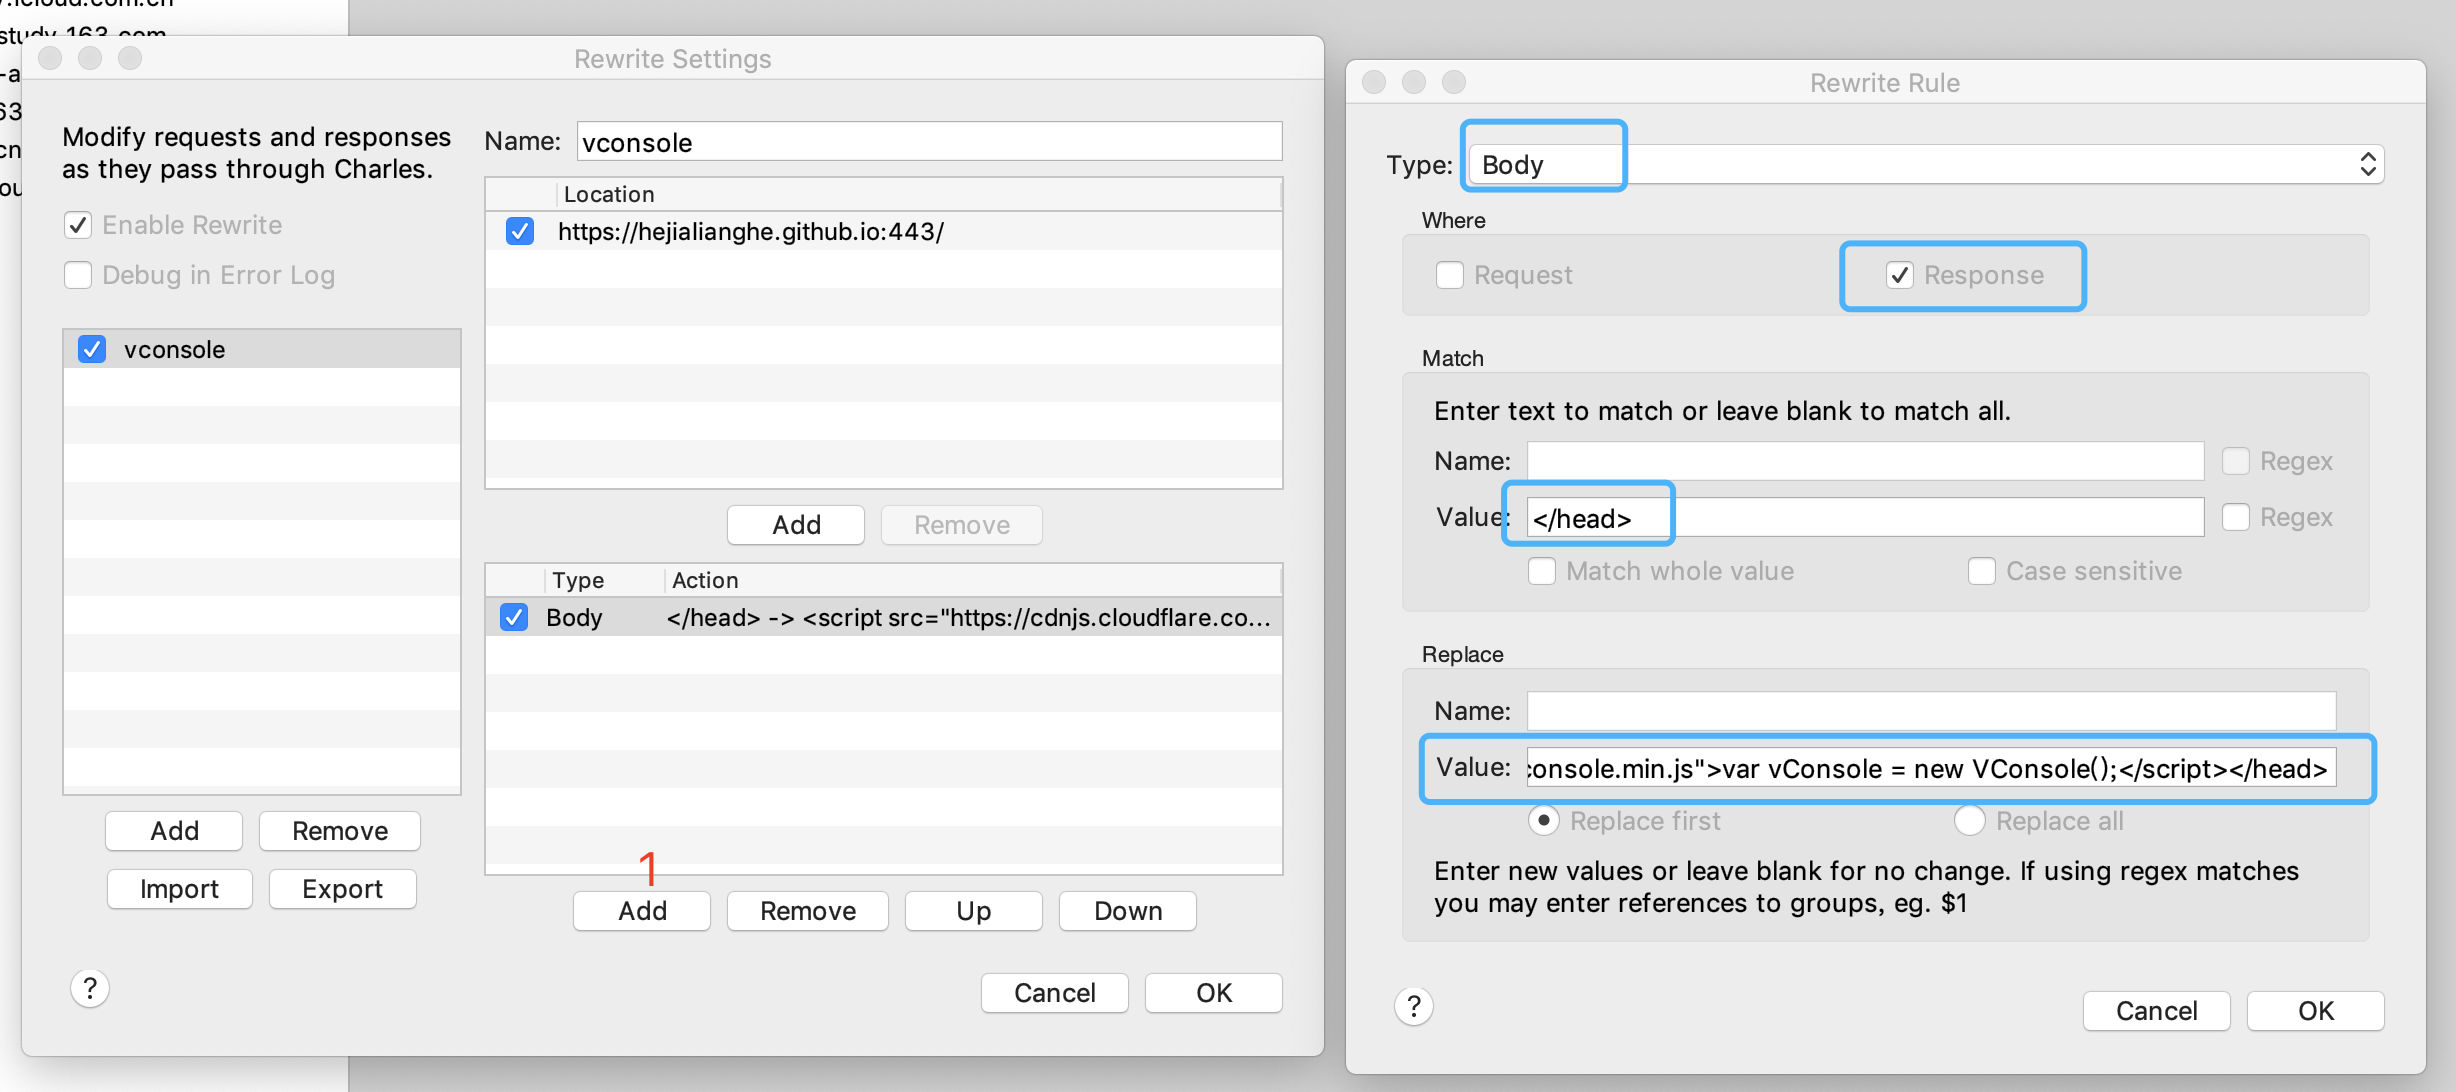 study.163.com
-a
63
cn
ou
Rewrite Settings
Modify requests and responses
as they pass through Charles.
Enable Rewrite
Debug in Error Log
vconsole
Add
Remove
Import
Export
?
Name: vconsole
Location
https://hejialianghe.github.io:443/
Add
Remove
Type Action
Body </head> -> <script src="https://cdnjs.cloudflare.co...
1
Add
Remove
Up
Down
Cancel
OK
Rewrite Rule
Type: Body
Where
Request
Response
Match
Enter text to match or leave blank to match all.
Name:
Regex
Value: </head>
Regex
Match whole value
Case sensitive
Replace
Name:
Value: console.min.js">var vConsole = new VConsole();</script></head>
Replace first
Replace all
Enter new values or leave blank for no change. If using regex matches
you may enter references to groups, eg. $1
?
Cancel
OK